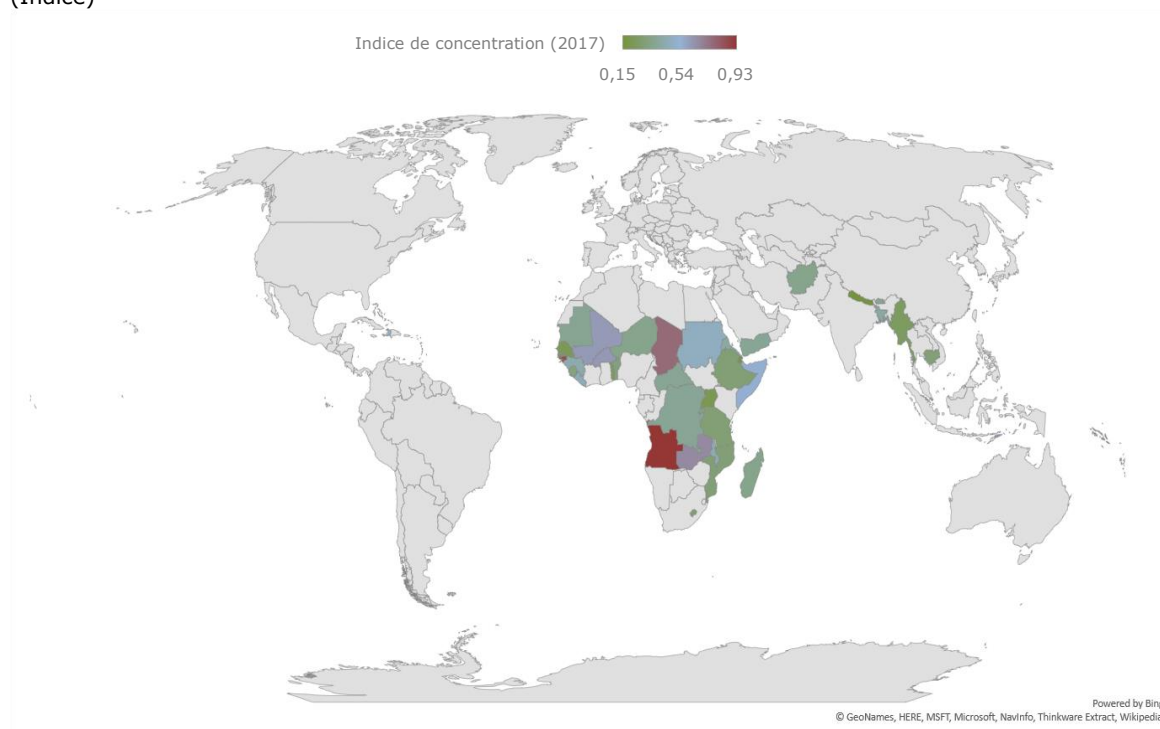 (Indice)
Indice de concentration (2017)
0,15 0,54 0,93
Powered by Bing
© GeoNames, HERE, MSFT, Microsoft, NavInfo, Thinkware Extract, Wikipedia